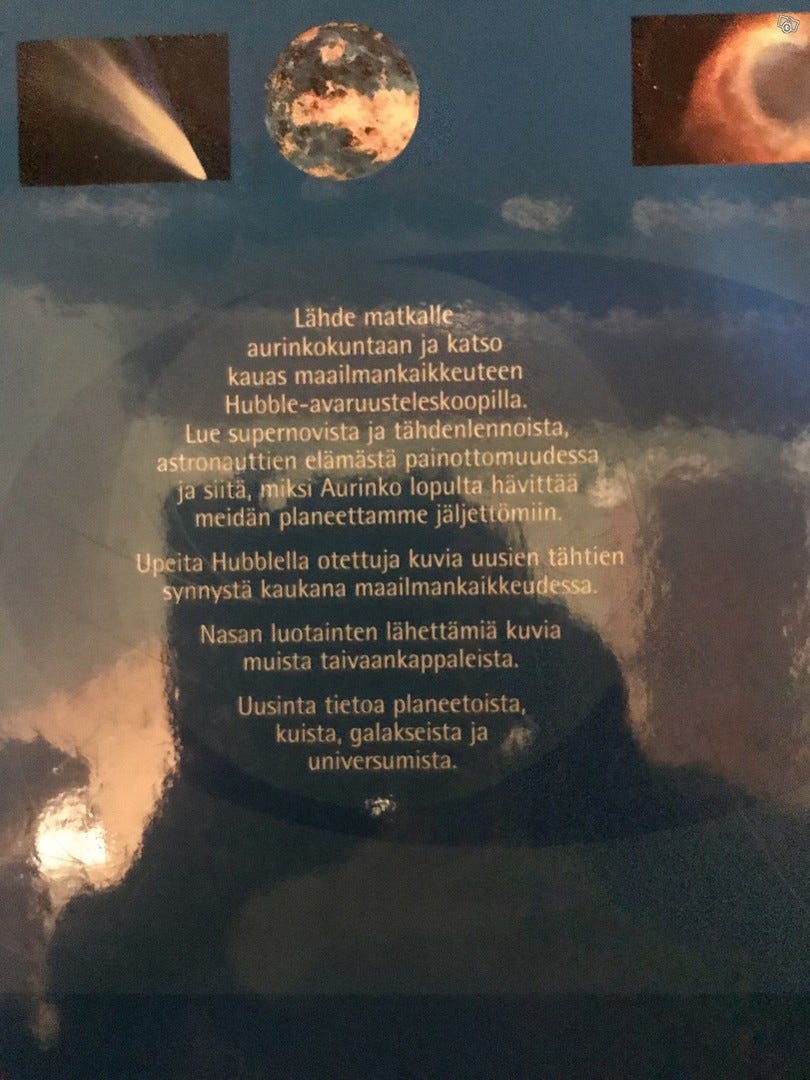 Lähde matkalle
aurinkokuntaan ja katso
kauas maailmankaikkeuteen
Hubble-avaruusteleskoopilla.
Lue supernovista ja tähdenlennoista,
astronauttien elämästä painottomuudessa
ja siitä, miksi Aurinko lopulta hävittää
meidän planeettamme jäljettömiin.
Upeita Hubblella otettuja kuvia uusien tähtien
synnystä kaukana maailmankaikkeudessa.
Nasan luotainten lähettämiä kuvia
muista taivaankappaleista.
Uusinta tietoa planeetoista,
kuista, galakseista ja
universumista.